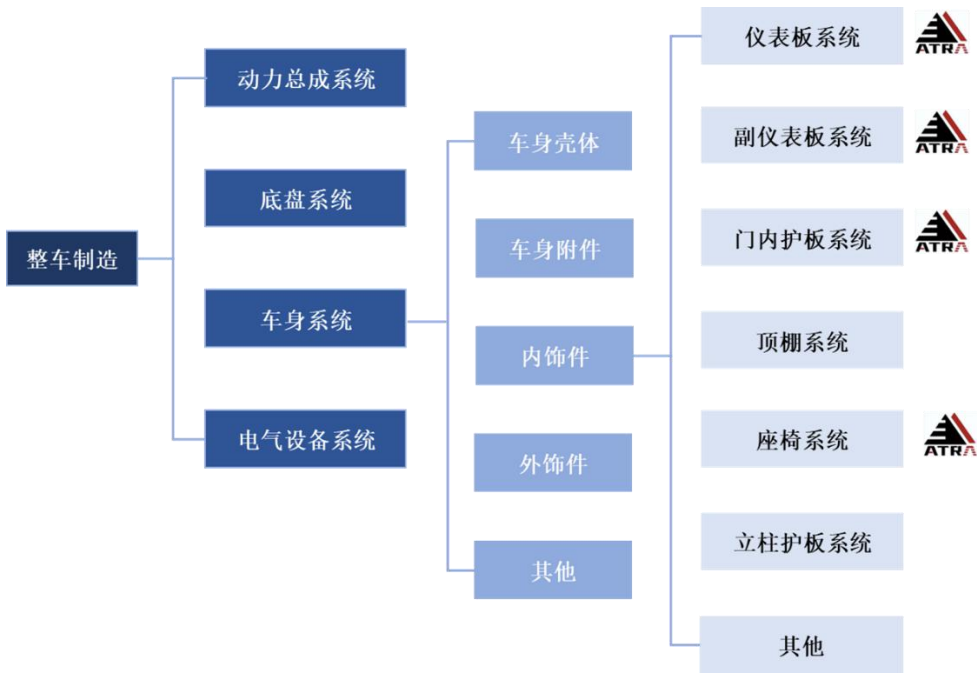 整车制造
动力总成系统
底盘系统
车身系统
电气设备系统
车身壳体
车身附件
内饰件
外饰件
其他
仪表板系统
ATRA
副仪表板系统
ATRA
门内护板系统
ATRA
顶棚系统
座椅系统
ATRA
立柱护板系统
其他